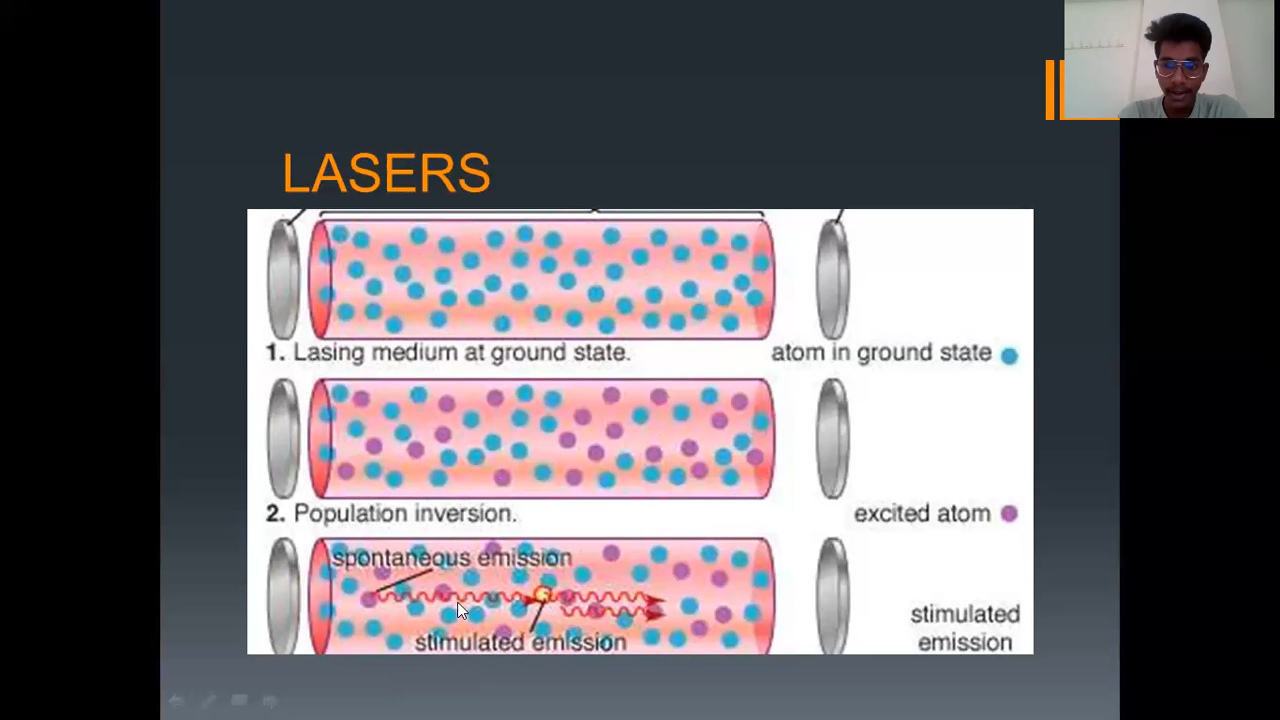 LASERS
1. Lasing medium at ground state.
atom in ground state
2. Population inversion.
excited atom
spontaneous emission
stimulated emission
stimulated
emission